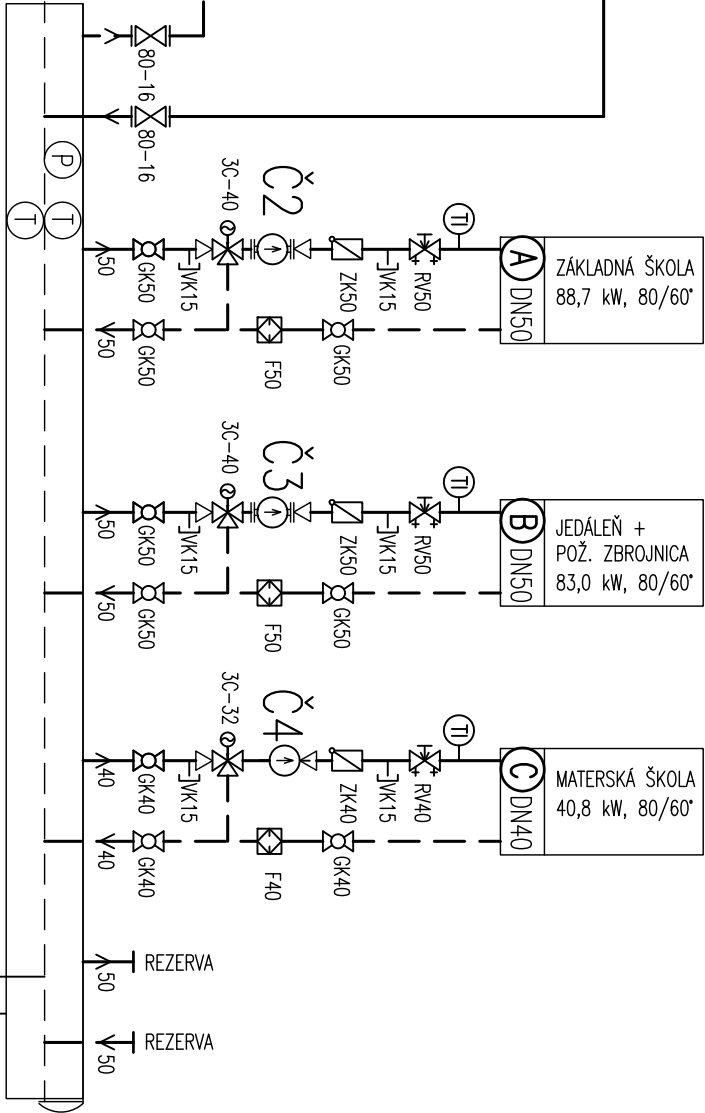 80-16
80-16
P
T
T
50
GK50
VK15
3C-40
Č2
ZK50
VK15
RV50
TI
A
DN50
ZÁKLADNÁ ŠKOLA
88,7 kW, 80/60°
50
GK50
F50
GK50
50
GK50
VK15
3C-40
Č3
ZK50
VK15
RV50
TI
B
DN50
JEDÁLEŇ +
POŽ. ZBROJNICA
83,0 kW, 80/60°
50
GK50
F50
GK50
40
GK40
VK15
3C-32
Č4
ZK40
VK15
RV40
TI
C
DN40
MATERSKÁ ŠKOLA
40,8 kW, 80/60°
40
GK40
F40
GK40
50
REZERVA
50
REZERVA